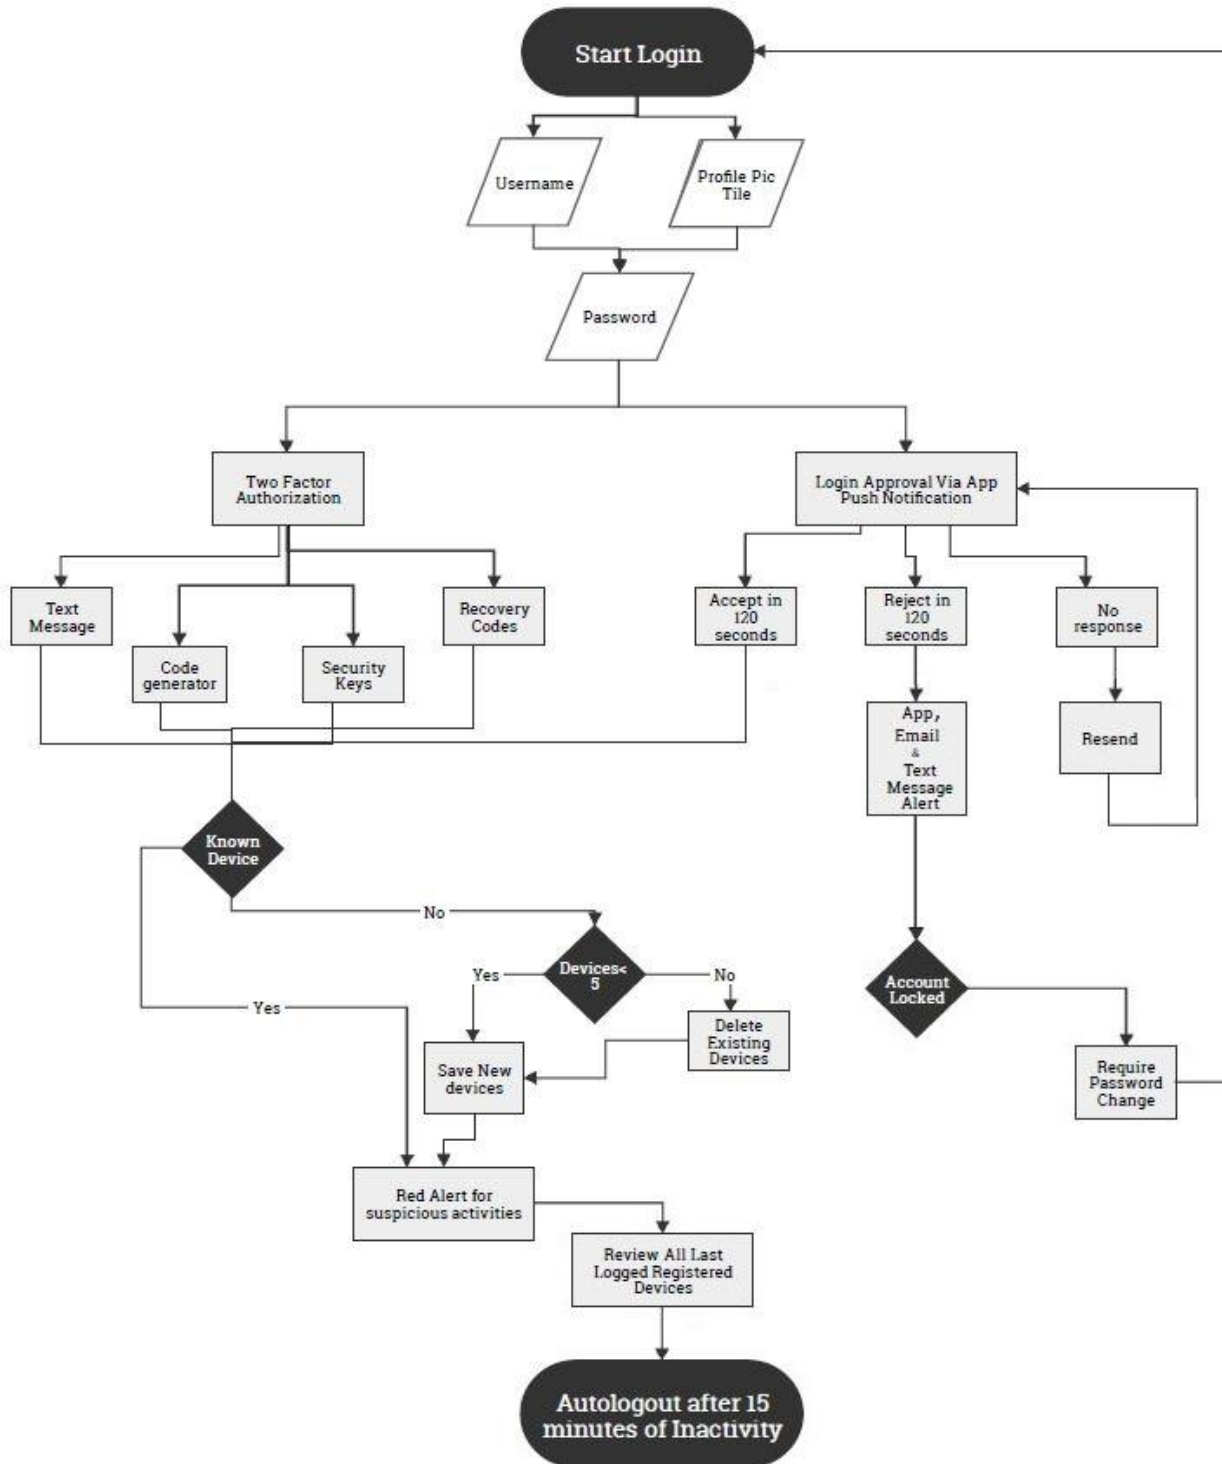 Start Login
Username
Profile Pic
Tile
Password
Two Factor
Authorization
Login Approval Via App
Push Notification
Text
Message
Code
generator
Security
Keys
Recovery
Codes
Accept in
120
seconds
Reject in
120
seconds
No
response
App,
Email
&
Text
Message
Alert
Resend
Known
Device
No
Yes
Devices<
5
Yes
No
Account
Locked
Delete
Existing
Devices
Save New
devices
Require
Password
Change
Red Alert for
suspicious activities
Review All Last
Logged Registered
Devices
Autologout after 15
minutes of Inactivity